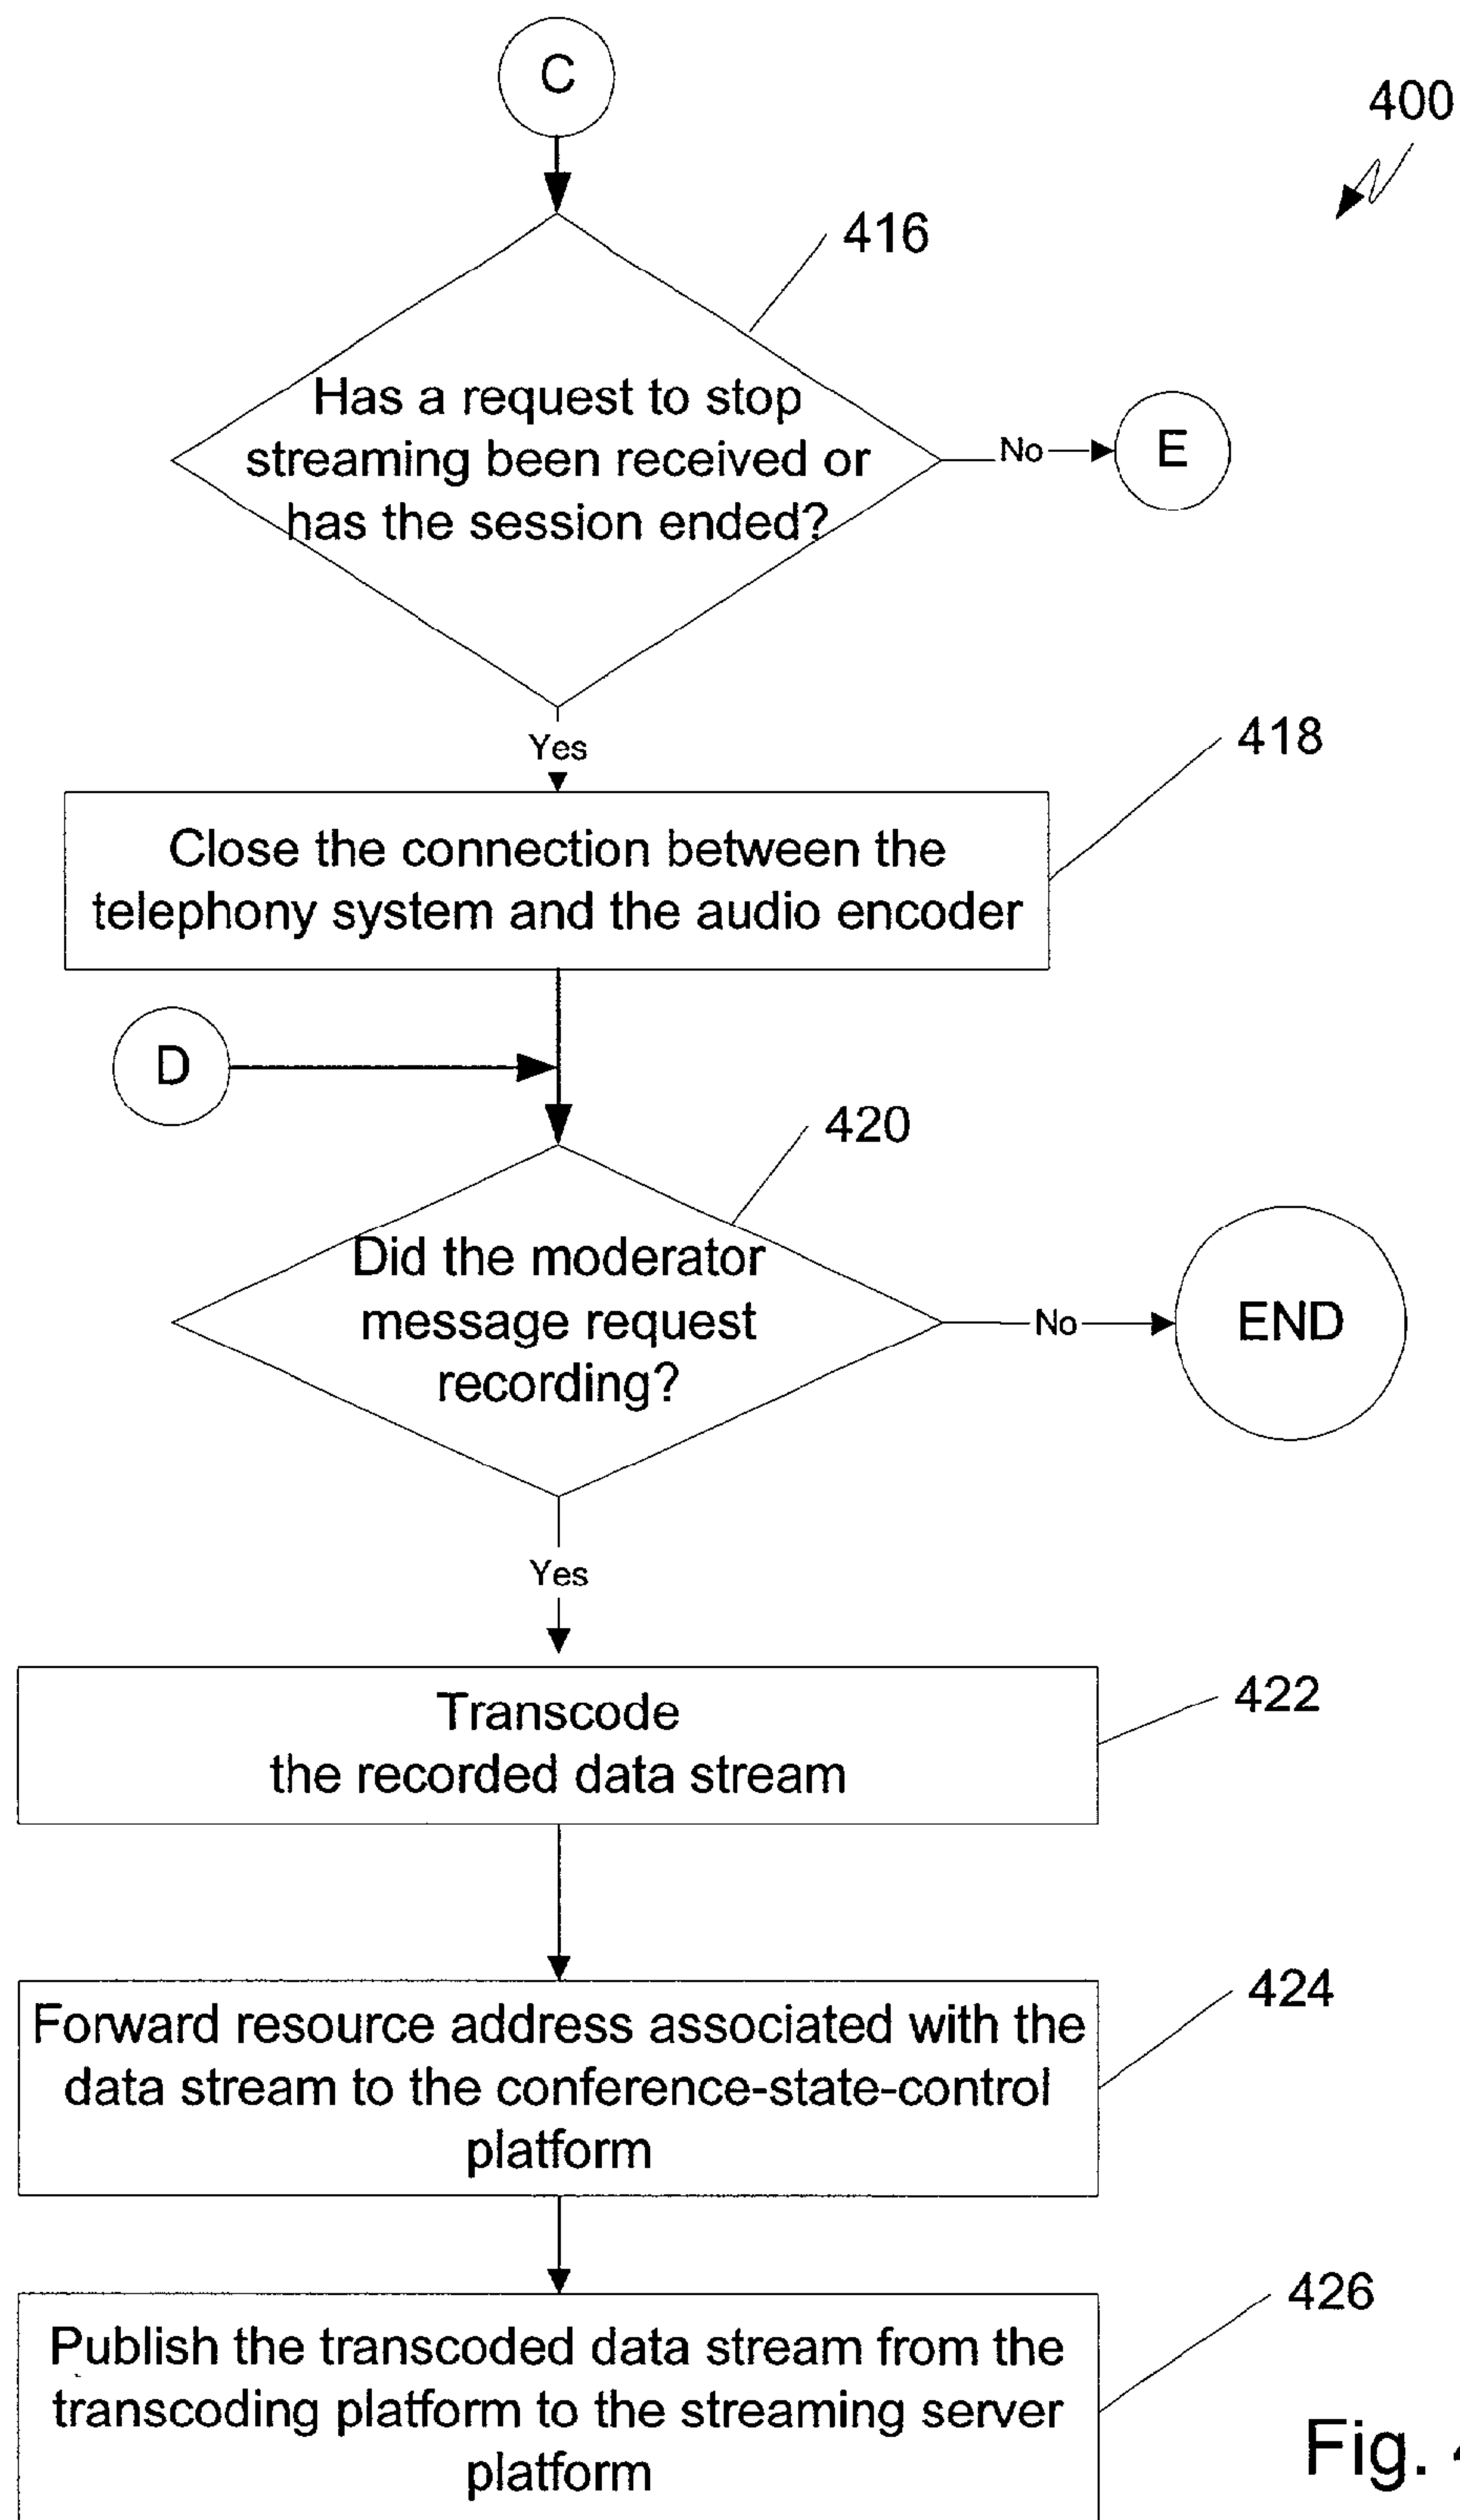 C
400
416
Has a request to stop
streaming been received or
has the session ended?
No
E
Yes
418
Close the connection between the
telephony system and the audio encoder
D
420
Did the moderator
message request
recording?
No
END
Yes
422
Transcode
the recorded data stream
424
Forward resource address associated with the
data stream to the conference-state-control
platform
426
Publish the transcoded data stream from the
transcoding platform to the streaming server
platform
Fig.